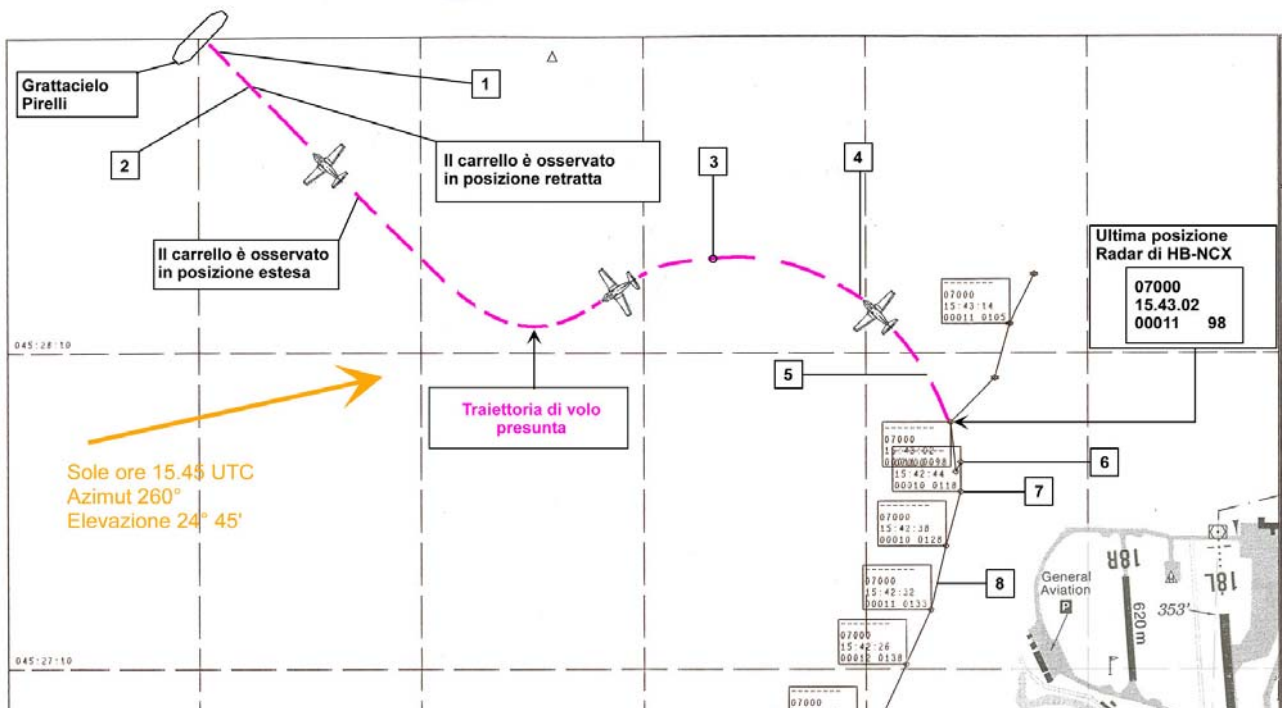 Grattacielo
Pirelli
1
2
Il carrello è osservato
in posizione retratta
3
4
Il carrello è osservato
in posizione estesa
Ultima posizione
Radar di HB-NCX
07000
15.43.02
00011 98
07000
15:43:14
00011 0105
045:28:10
5
Traiettoria di volo
presunta
Sole ore 15.45 UTC
Azimut 260°
Elevazione 24° 45'
07000
0098
15:42:44
00010 0118
6
7
07000
15:42:38
00010 0128
8
07000
15:42:32
00011 0133
07000
15:42:26
00012 0138
045:27:10
07000
General
Aviation
P
18R
18L
353'
620 m